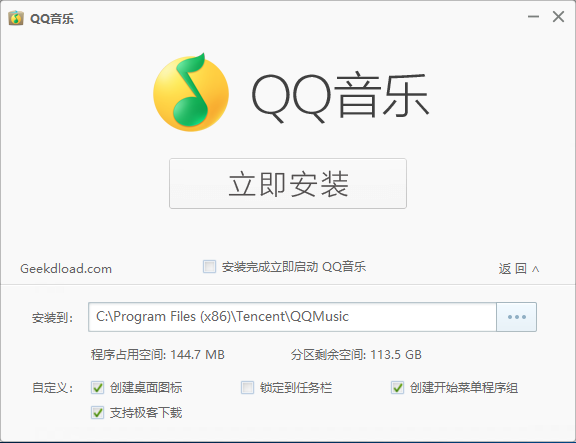 QQ音乐
QQ音乐
立即安装
Geekdload.com 安装完成立即启动 QQ音乐 返回 ∧
安装到: C:\Program Files (x86)\Tencent\QQMusic •••
程序占用空间: 144.7 MB 分区剩余空间: 113.5 GB
自定义: 创建桌面图标 锁定到任务栏 创建开始菜单程序组
支持极客下载